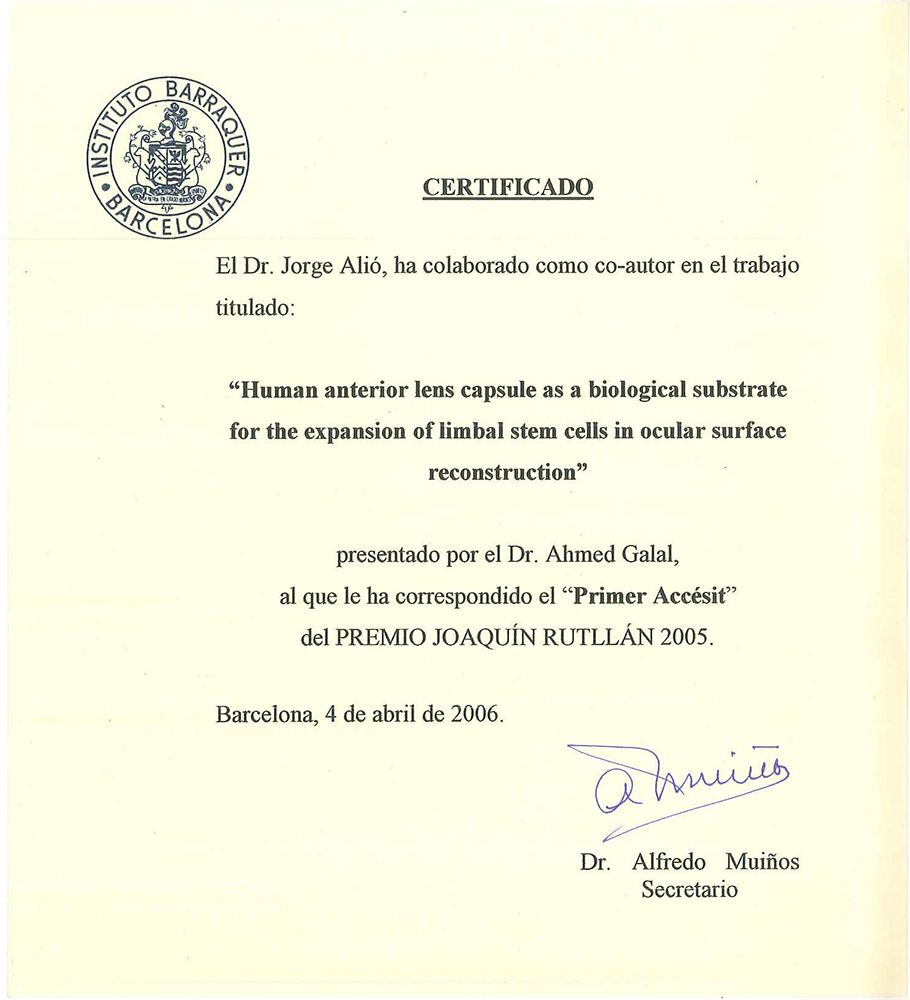 INSTITUTO BARRAQUER
• BARCELONA •
CERTIFICADO
El Dr. Jorge Alió, ha colaborado como co-autor en el trabajo
titulado:
“Human anterior lens capsule as a biological substrate
for the expansion of limbal stem cells in ocular surface
reconstruction”
presentado por el Dr. Ahmed Galal,
al que le ha correspondido el “Primer Accésit”
del PREMIO JOAQUÍN RUTLLÁN 2005.
Barcelona, 4 de abril de 2006.
Dr. Alfredo Muiños
Secretario